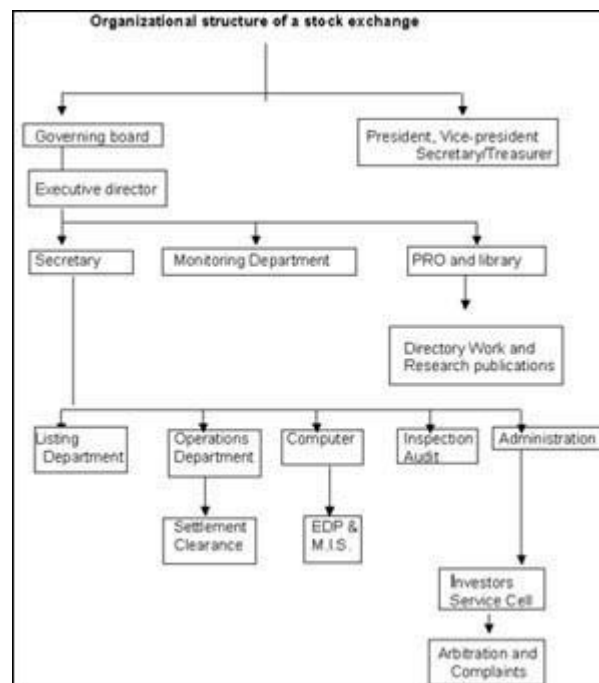 Organizational structure of a stock exchange
Governing board
President, Vice-president
Secretary/Treasurer
Executive director
Secretary
Monitoring Department
PRO and library
Directory Work and
Research publications
Listing
Department
Operations
Department
Computer
Inspection
Audit
Administration
Settlement
Clearance
EDP &
M.I.S.
Investors
Service Cell
Arbitration and
Complaints